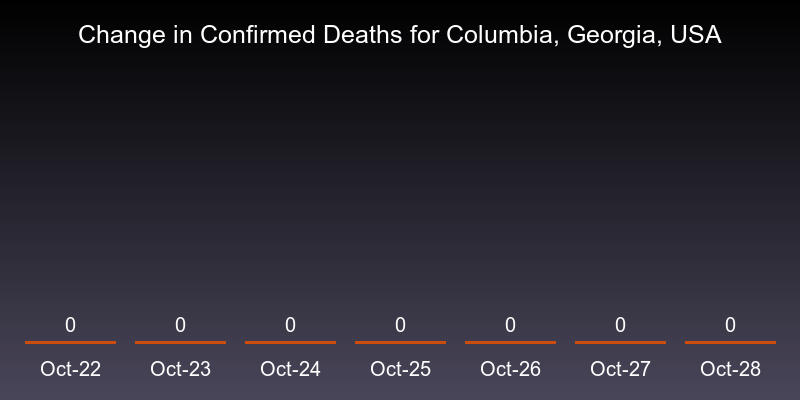 Change in Confirmed Deaths for Columbia, Georgia, USA
0 0 0 0 0 0 0
Oct-22 Oct-23 Oct-24 Oct-25 Oct-26 Oct-27 Oct-28